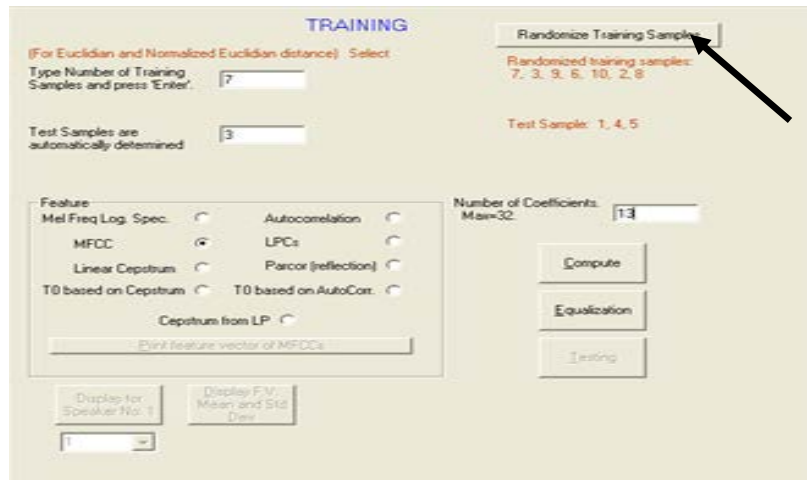 TRAINING
Randomize Training Samples
(For Euclidian and Normalized Euclidian distance) Select
Randomized training samples:
7, 3, 9, 6, 10, 2, 8
Type Number of Training
Samples and press 'Enter'.
7
Test Sample: 1, 4, 5
Test Samples are
automatically determined
3
Feature
Mel Freq Log. Spec.
Autocorrelation
MFCC
LPCs
Linear Cepstrum
Parcor (reflection)
T0 based on Cepstrum
T0 based on AutoCorr.
Cepstrum from LP
Print feature vector of MFCCs
Number of Coefficients.
Max=32.
13
Compute
Equalization
Testing
Display for
Speaker No: 1
Display F.V.
Mean and Std
Dev
1